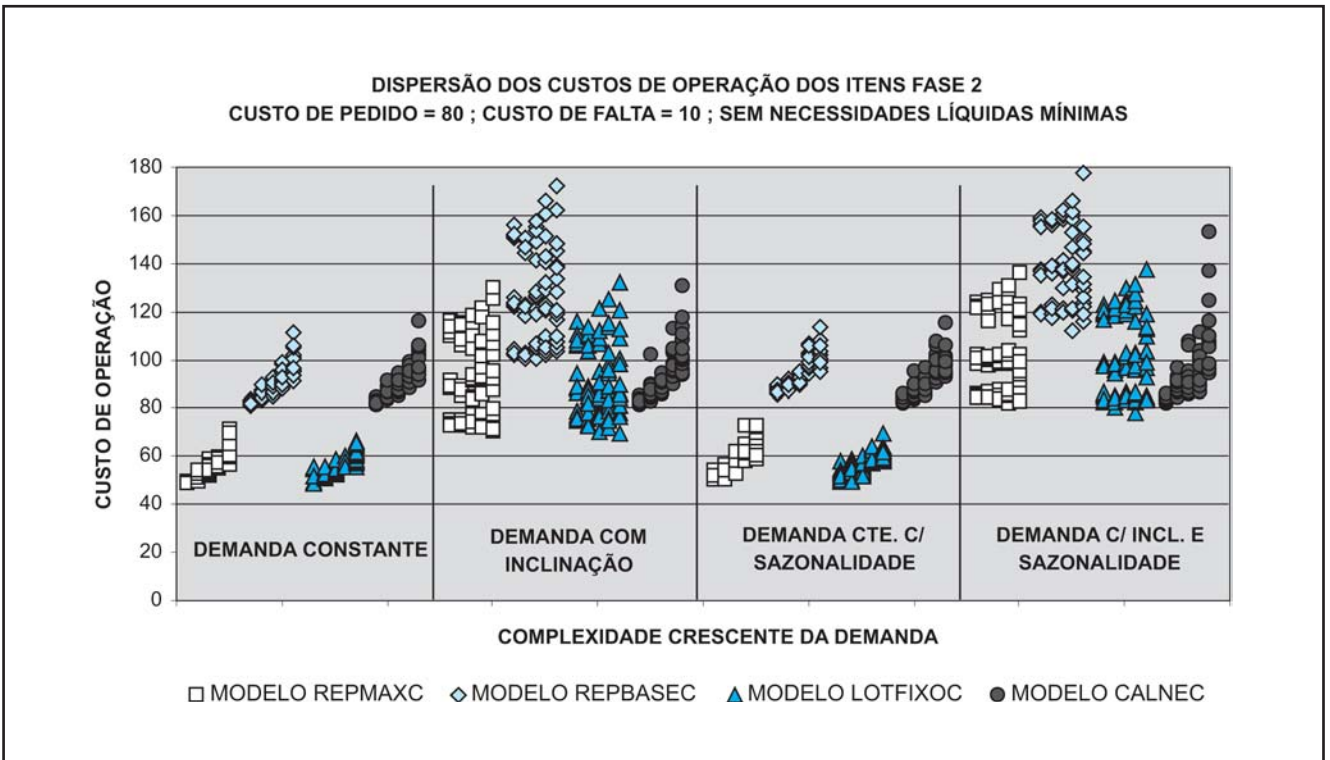 DISPERSÃO DOS CUSTOS DE OPERAÇÃO DOS ITENS FASE 2
CUSTO DE PEDIDO = 80 ; CUSTO DE FALTA = 10 ; SEM NECESSIDADES LÍQUIDAS MÍNIMAS
CUSTO DE OPERAÇÃO
180
160
140
120
100
80
60
40
20
0
DEMANDA CONSTANTE
DEMANDA COM
INCLINAÇÃO
DEMANDA CTE. C/
SAZONALIDADE
DEMANDA C/ INCL. E
SAZONALIDADE
COMPLEXIDADE CRESCENTE DA DEMANDA
MODELO REPMAXC MODELO REPBASEC MODELO LOTFIXOC MODELO CALNEC